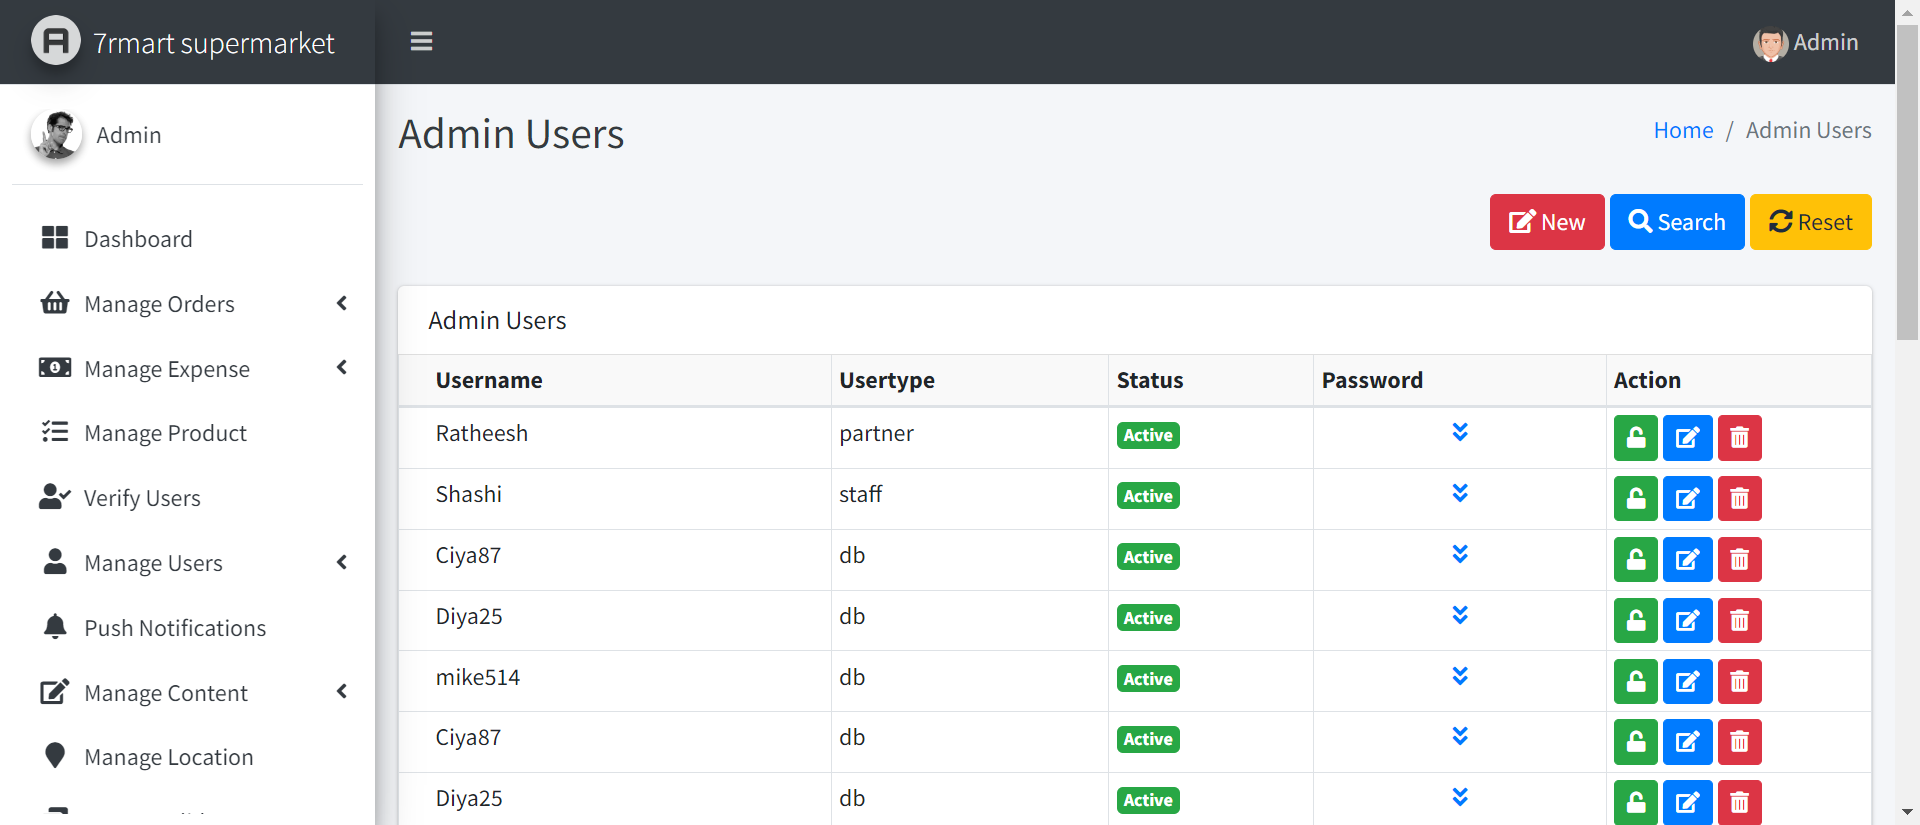 7rmart supermarket
Admin
Admin
Admin Users
Home / Admin Users
New Search Reset
Dashboard
Manage Orders
Manage Expense
Manage Product
Verify Users
Manage Users
Push Notifications
Manage Content
Manage Location
Admin Users
Username Usertype Status Password Action
Ratheesh partner Active
Shashi staff Active
Ciya87 db Active
Diya25 db Active
mike514 db Active
Ciya87 db Active
Diya25 db Active